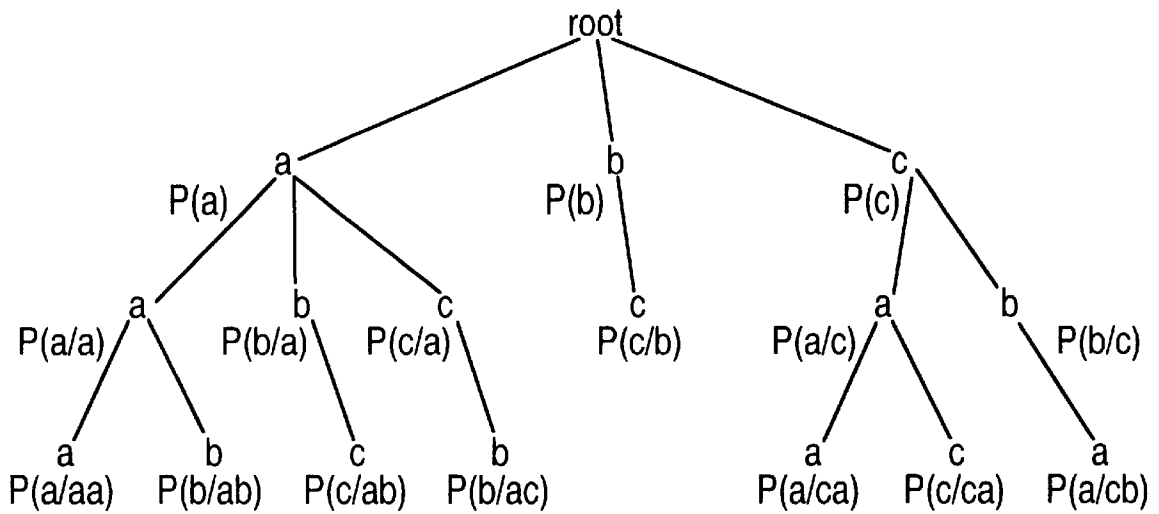 root
a b c
P(a) P(b) P(c)
a b c c a b
P(a/a) P(b/a) P(c/a) P(c/b) P(a/c) P(b/c)
a b c b a c a
P(a/aa) P(b/ab) P(c/ab) P(b/ac) P(a/ca) P(c/ca) P(a/cb)